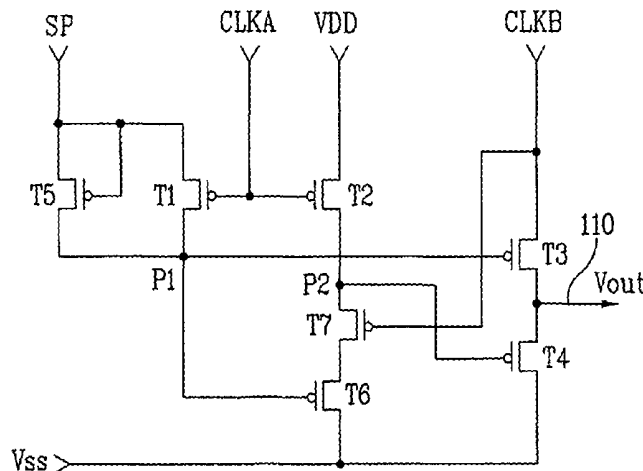 SP CLKA VDD CLKB
T5 T1 T2
T3 110
Vout
P1 P2
T7
T4
T6
Vss